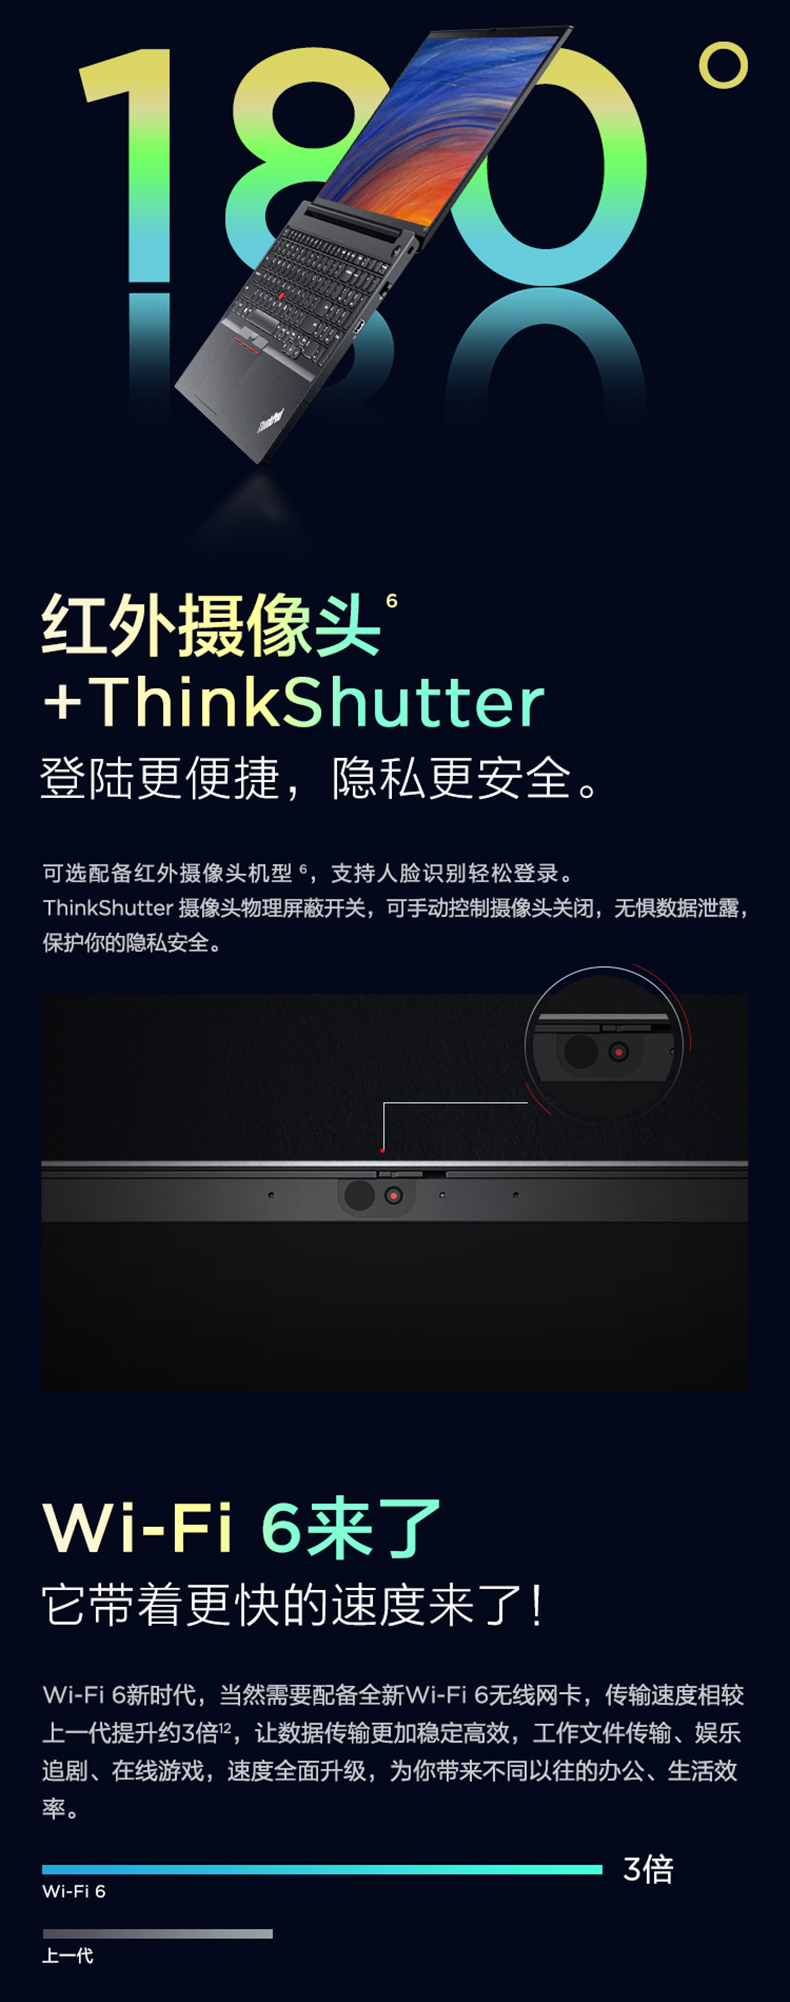 180°
ThinkPad
红外摄像头⁶
+ThinkShutter
登陆更便捷，隐私更安全。
可选配备红外摄像头机型 ⁶，支持人脸识别轻松登录。
ThinkShutter 摄像头物理屏蔽开关，可手动控制摄像头关闭，无惧数据泄露，
保护你的隐私安全。
Wi-Fi 6来了
它带着更快的速度来了！
Wi-Fi 6新时代，当然需要配备全新Wi-Fi 6无线网卡，传输速度相较
上一代提升约3倍¹²，让数据传输更加稳定高效，工作文件传输、娱乐
追剧、在线游戏，速度全面升级，为你带来不同以往的办公、生活效
率。
3倍
Wi-Fi 6
上一代